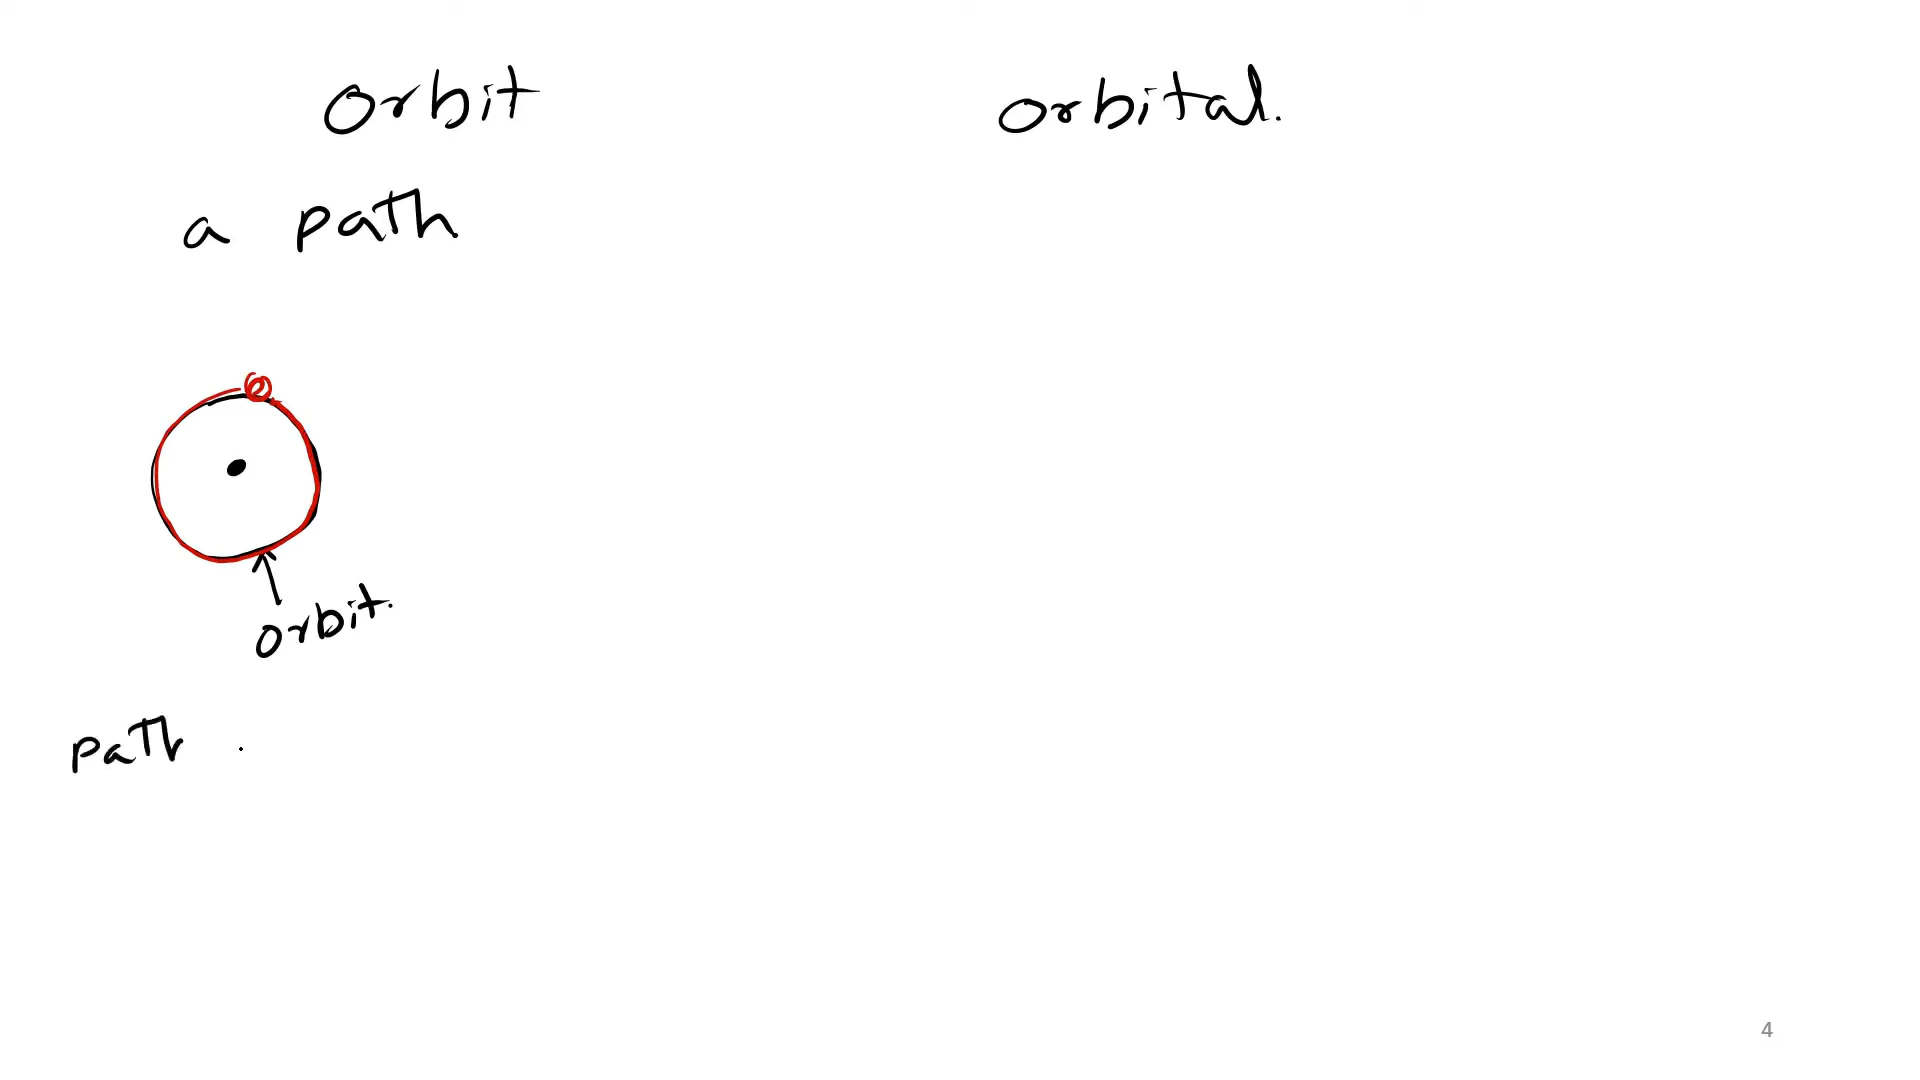 orbit
orbital.
a path
orbit.
path .
4